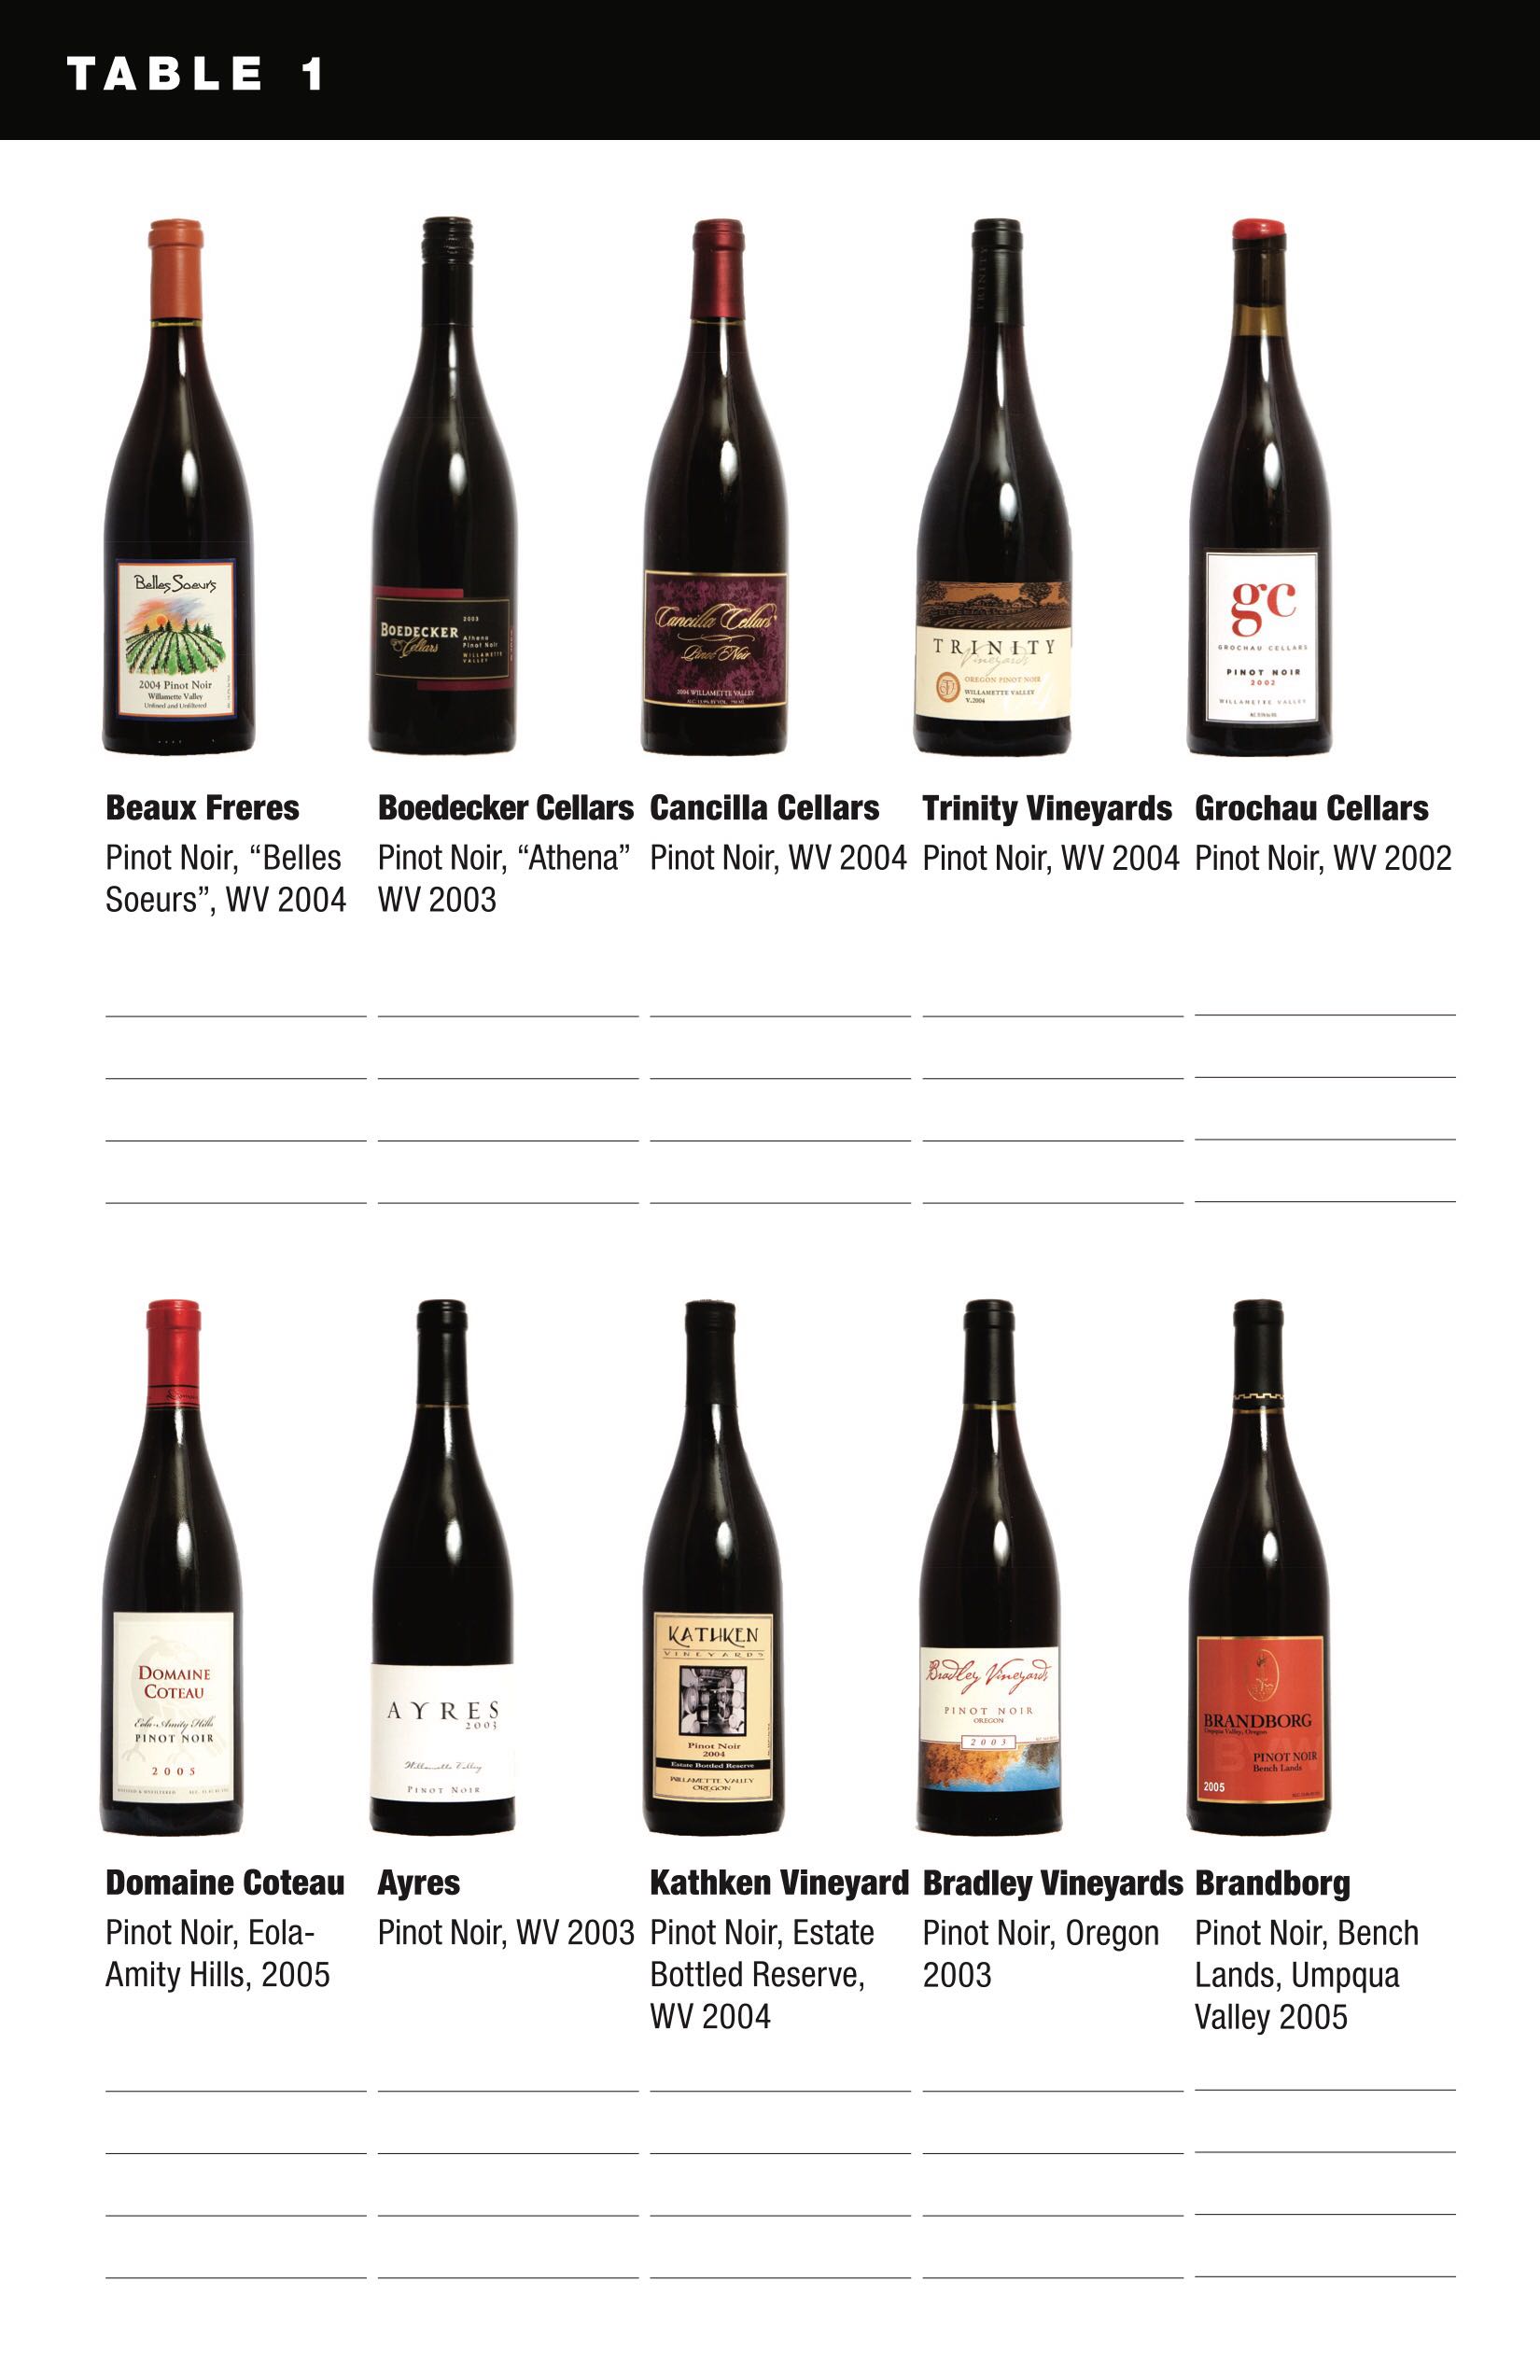 TABLE 1
Belles Soeurs
2004 Pinot Noir
Willamette Valley
Unfined and Unfiltered
2003
BOEDECKER
Cellars
Athena
Pinot Noir
WILLAMETTE
VALLEY
Cancilla Cellars
Pinot Noir
2004 WILLAMETTE VALLEY
TRINITY
TRINITY
Vineyards
OREGON PINOT NOIR
WILLAMETTE VALLEY
V.2004
gc
GROCHAU CELLARS
PINOT NOIR
2002
WILLAMETTE VALLEY
Beaux Freres
Pinot Noir, “Belles
Soeurs”, WV 2004
Boedecker Cellars
Pinot Noir, “Athena”
WV 2003
Cancilla Cellars
Pinot Noir, WV 2004
Trinity Vineyards
Pinot Noir, WV 2004
Grochau Cellars
Pinot Noir, WV 2002
DOMAINE
COTEAU
Eola-Amity Hills
PINOT NOIR
2005
AYRES
2003
Willamette Valley
PINOT NOIR
KATHKEN
VINEYARDS
Pinot Noir
2004
Estate Bottled Reserve
WILLAMETTE VALLEY
OREGON
Bradley Vineyards
PINOT NOIR
OREGON
2003
BRANDBORG
Umpqua Valley, Oregon
PINOT NOIR
Bench Lands
2005
Domaine Coteau
Pinot Noir, Eola-
Amity Hills, 2005
Ayres
Pinot Noir, WV 2003
Kathken Vineyard
Pinot Noir, Estate
Bottled Reserve,
WV 2004
Bradley Vineyards
Pinot Noir, Oregon
2003
Brandborg
Pinot Noir, Bench
Lands, Umpqua
Valley 2005